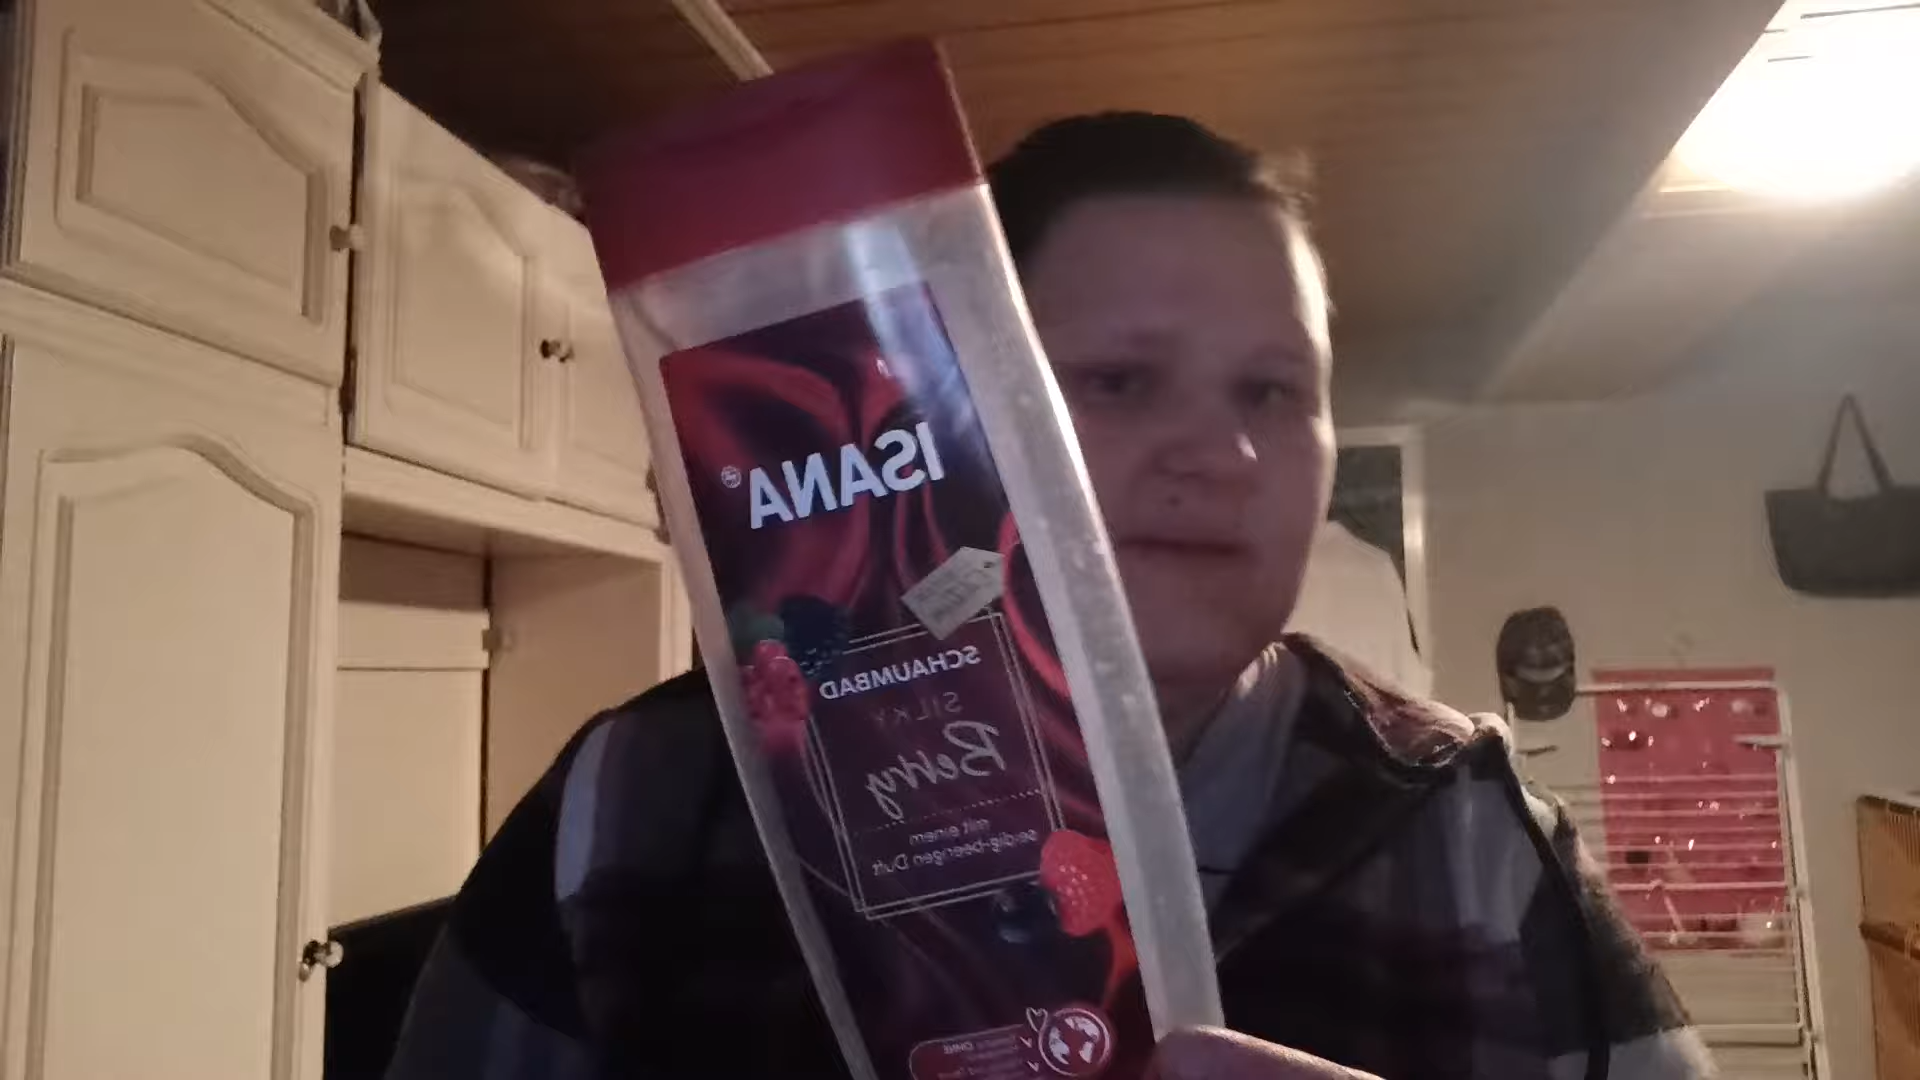 ISANA®
SCHAUMBAD
SILKY
Berry
mit einem
seidig-beerigen Duft